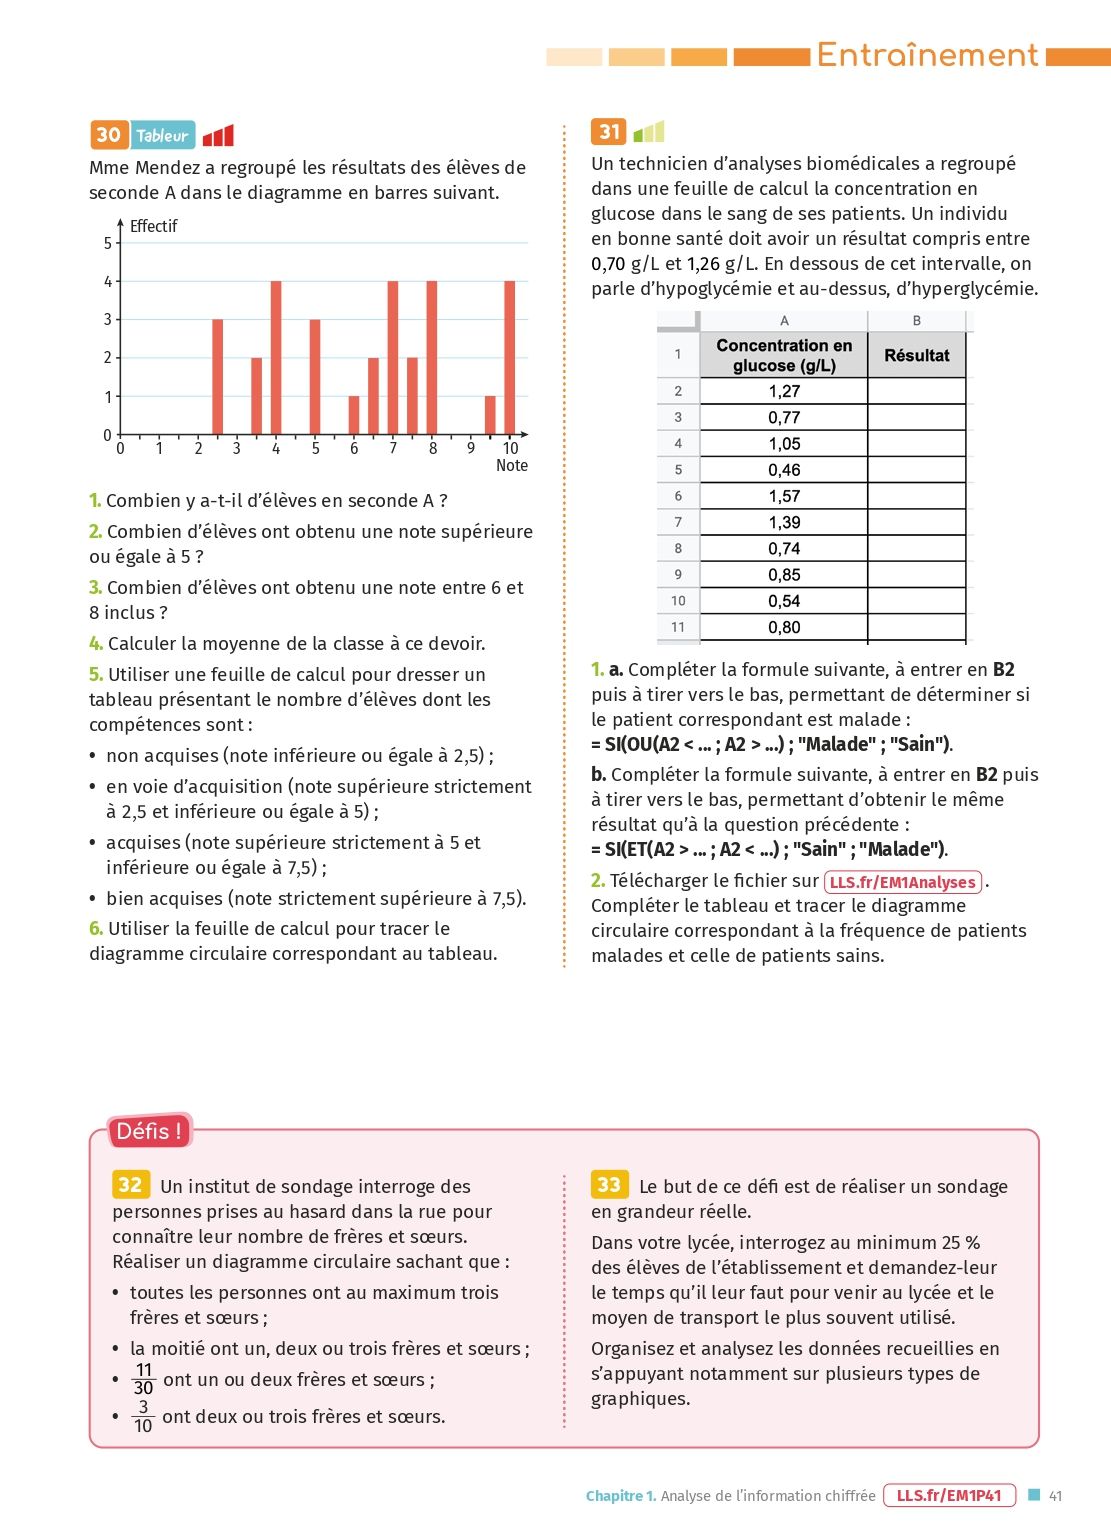 Entraînement
30 Tableur
Mme Mendez a regroupé les résultats des élèves de
seconde A dans le diagramme en barres suivant.
Effectif
5
4
3
2
1
0
0 1 2 3 4 5 6 7 8 9 10
Note
1. Combien y a-t-il d’élèves en seconde A ?
2. Combien d’élèves ont obtenu une note supérieure
ou égale à 5 ?
3. Combien d’élèves ont obtenu une note entre 6 et
8 inclus ?
4. Calculer la moyenne de la classe à ce devoir.
5. Utiliser une feuille de calcul pour dresser un
tableau présentant le nombre d’élèves dont les
compétences sont :
• non acquises (note inférieure ou égale à 2,5) ;
• en voie d’acquisition (note supérieure strictement
à 2,5 et inférieure ou égale à 5) ;
• acquises (note supérieure strictement à 5 et
inférieure ou égale à 7,5) ;
• bien acquises (note strictement supérieure à 7,5).
6. Utiliser la feuille de calcul pour tracer le
diagramme circulaire correspondant au tableau.
31
Un technicien d’analyses biomédicales a regroupé
dans une feuille de calcul la concentration en
glucose dans le sang de ses patients. Un individu
en bonne santé doit avoir un résultat compris entre
0,70 g/L et 1,26 g/L. En dessous de cet intervalle, on
parle d’hypoglycémie et au-dessus, d’hyperglycémie.
A B
1 Concentration en glucose (g/L) Résultat
2 1,27
3 0,77
4 1,05
5 0,46
6 1,57
7 1,39
8 0,74
9 0,85
10 0,54
11 0,80
1. a. Compléter la formule suivante, à entrer en B2
puis à tirer vers le bas, permettant de déterminer si
le patient correspondant est malade :
= SI(OU(A2 < ... ; A2 > ...) ; "Malade" ; "Sain").
b. Compléter la formule suivante, à entrer en B2 puis
à tirer vers le bas, permettant d’obtenir le même
résultat qu’à la question précédente :
= SI(ET(A2 > ... ; A2 < ...) ; "Sain" ; "Malade").
2. Télécharger le fichier sur LLS.fr/EM1Analyses .
Compléter le tableau et tracer le diagramme
circulaire correspondant à la fréquence de patients
malades et celle de patients sains.
Défis !
32 Un institut de sondage interroge des
personnes prises au hasard dans la rue pour
connaître leur nombre de frères et sœurs.
Réaliser un diagramme circulaire sachant que :
• toutes les personnes ont au maximum trois
frères et sœurs ;
• la moitié ont un, deux ou trois frères et sœurs ;
• 11/30 ont un ou deux frères et sœurs ;
• 3/10 ont deux ou trois frères et sœurs.
33 Le but de ce défi est de réaliser un sondage
en grandeur réelle.
Dans votre lycée, interrogez au minimum 25 %
des élèves de l’établissement et demandez-leur
le temps qu’il leur faut pour venir au lycée et le
moyen de transport le plus souvent utilisé.
Organisez et analysez les données recueillies en
s’appuyant notamment sur plusieurs types de
graphiques.
Chapitre 1. Analyse de l’information chiffrée LLS.fr/EM1P41 41